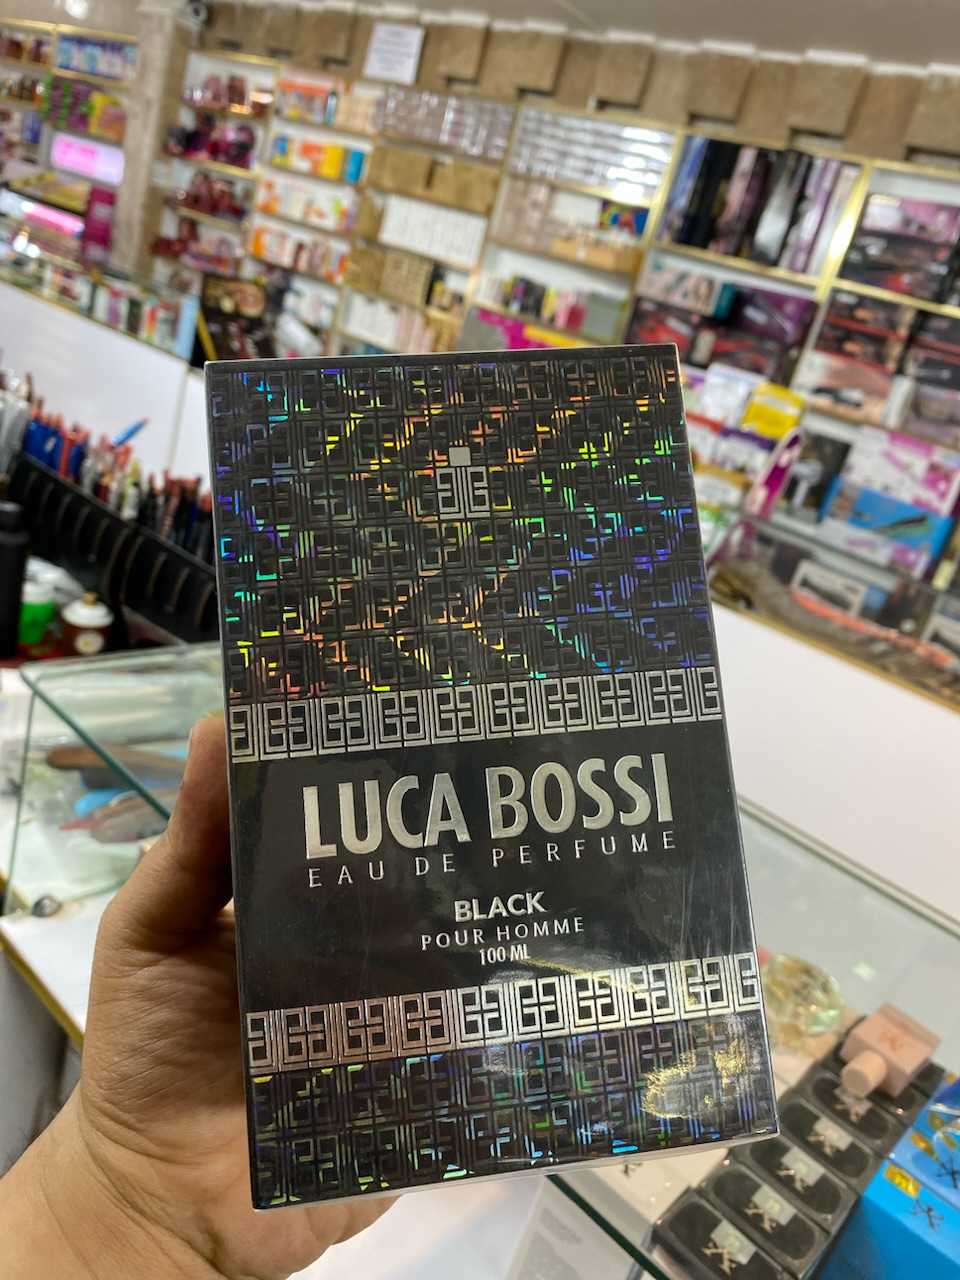 LUCA BOSSI
EAU DE PERFUME
BLACK
POUR HOMME
100 ML